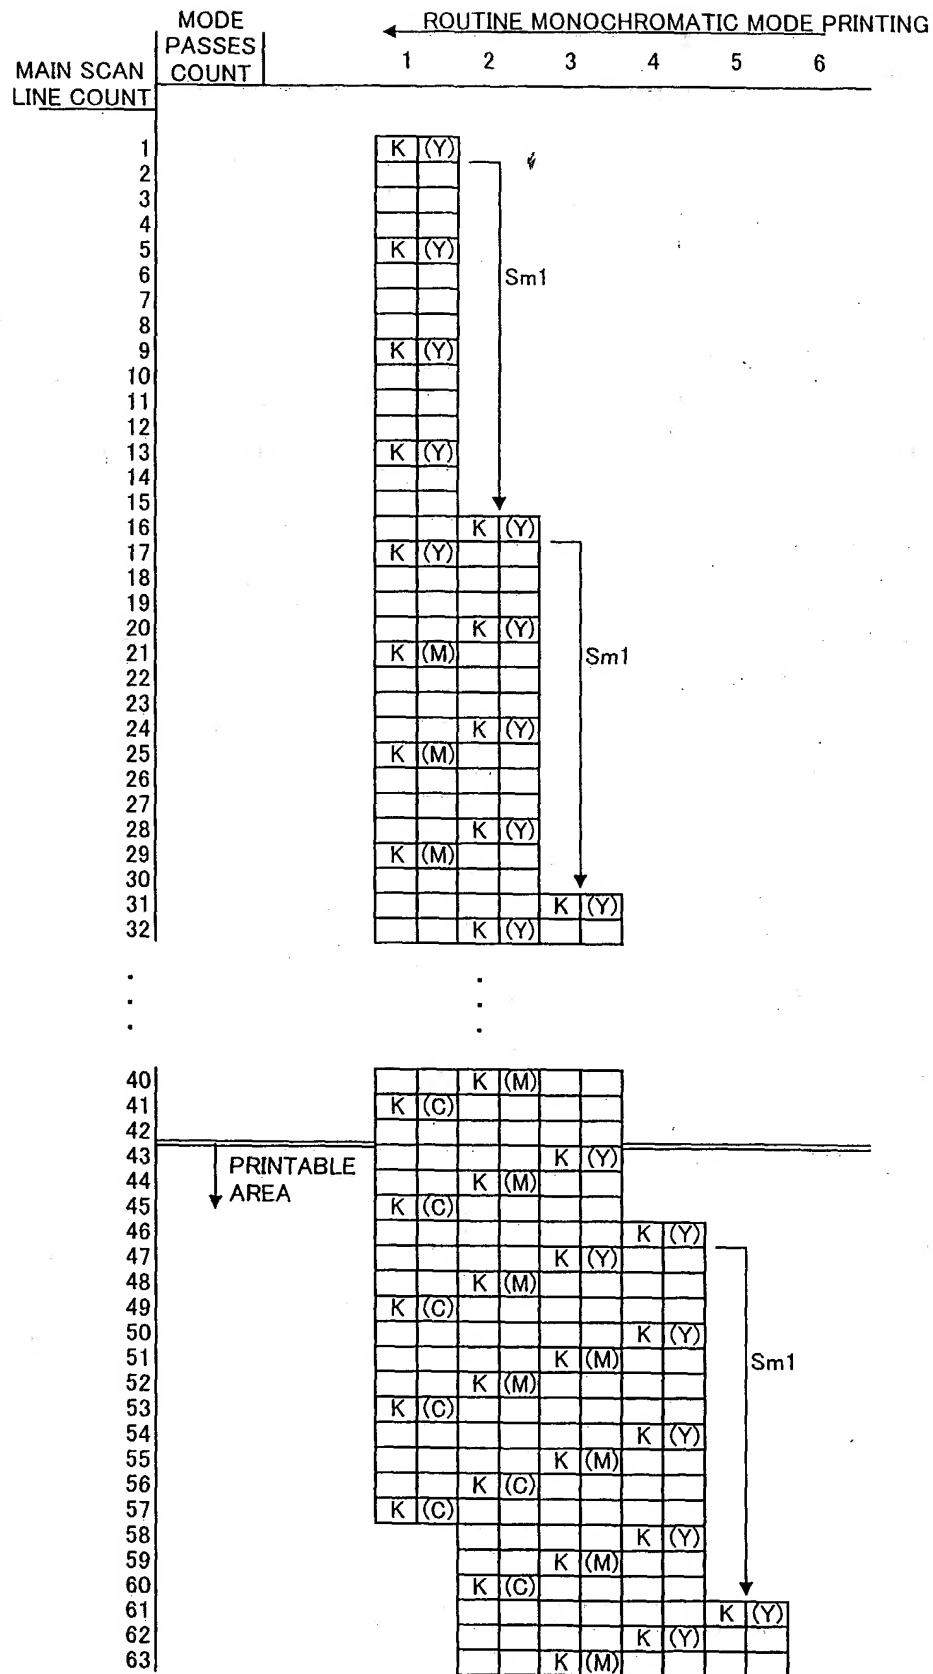 MODE
PASSES
COUNT
ROUTINE MONOCHROMATIC MODE PRINTING
1 2 3 4 5 6
MAIN SCAN
LINE COUNT
1 K (Y)
2
3
4
5 K (Y)
6
Sm1
7
8
9 K (Y)
10
11
12
13 K (Y)
14
15
16 K (Y)
17 K (Y)
18
19
20 K (Y)
21 K (M) Sm1
22
23
24 K (Y)
25 K (M)
26
27
28 K (Y)
29 K (M)
30
31 K (Y)
32 K (Y)
40 K (M)
41 K (C)
42
43 K (Y)
PRINTABLE
AREA
44 K (M)
45 K (C)
46 K (Y)
47 K (Y)
48 K (M)
49 K (C)
50 K (Y)
51 K (M) Sm1
52 K (M)
53 K (C)
54 K (Y)
55 K (M)
56 K (C)
57 K (C)
58 K (Y)
59 K (M)
60 K (C)
61 K (Y)
62 K (Y)
63 K (M)